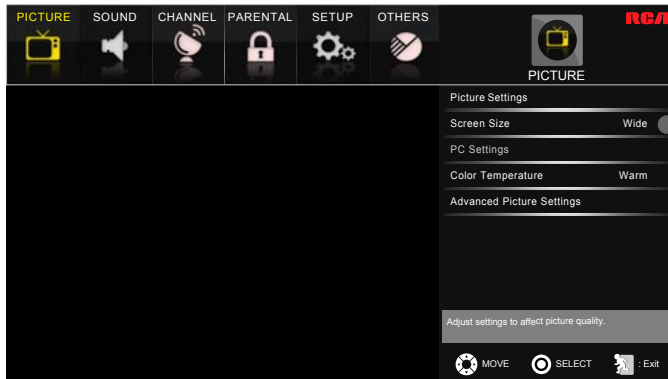 PICTURE SOUND CHANNEL PARENTAL SETUP OTHERS
RCA
PICTURE
Picture Settings
Screen Size Wide
PC Settings
Color Temperature Warm
Advanced Picture Settings
Adjust settings to affect picture quality.
MOVE SELECT : Exit